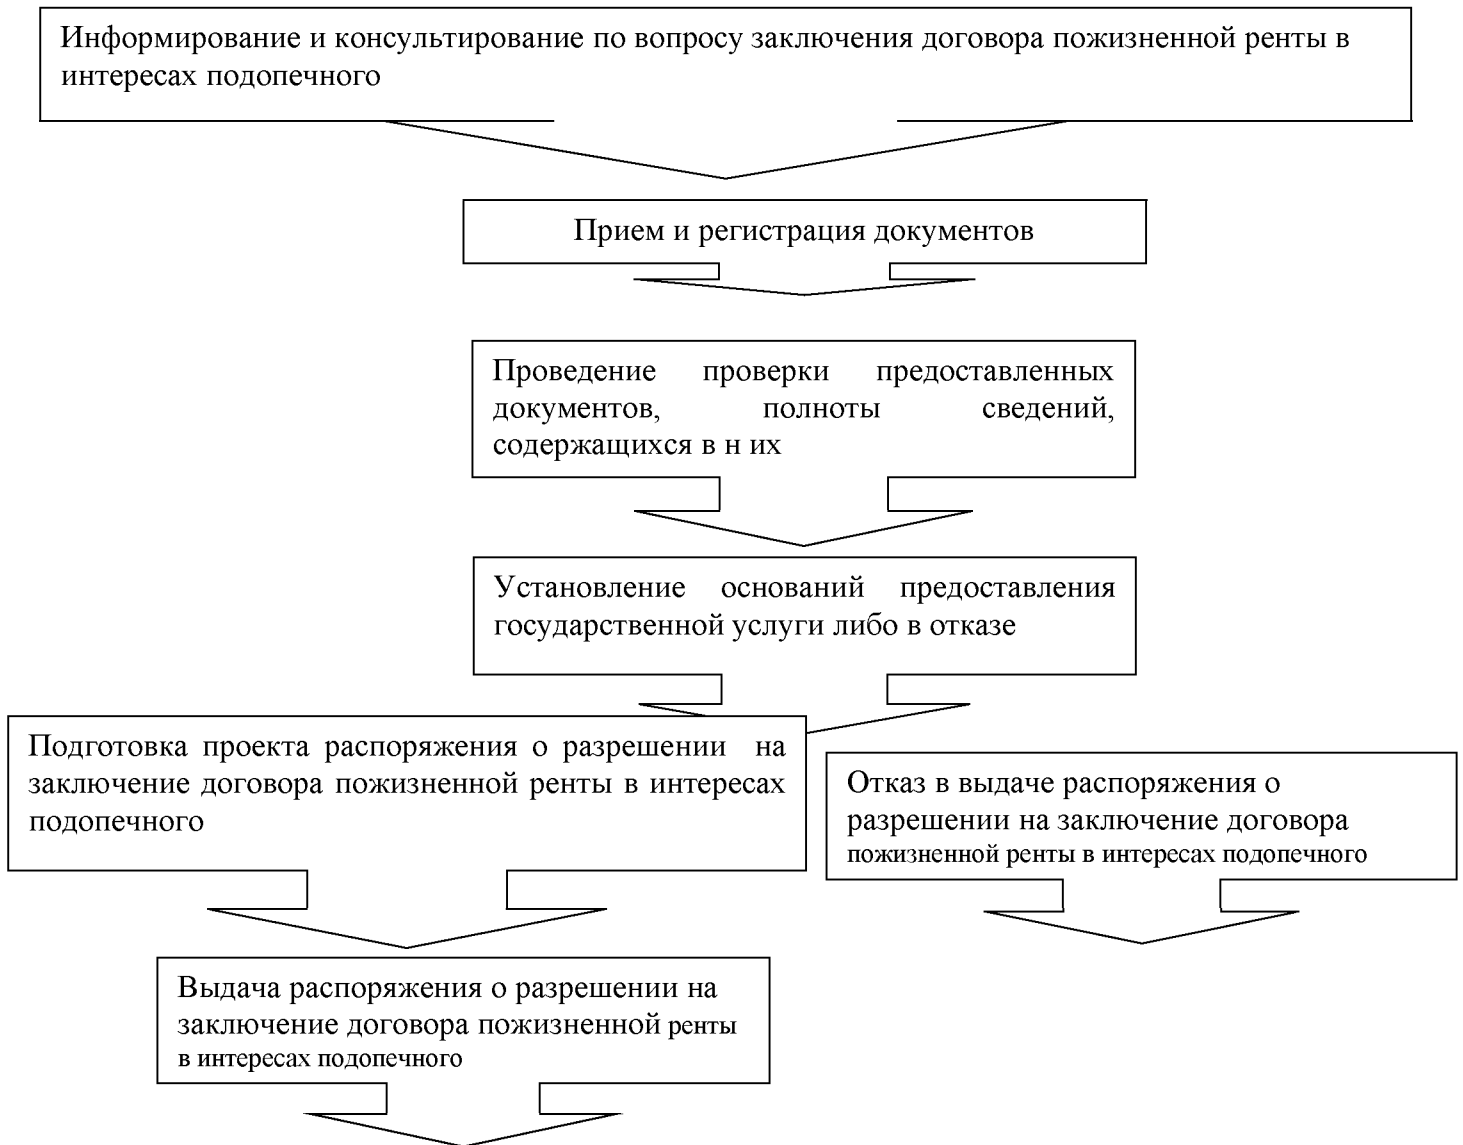 Информирование и консультирование по вопросу заключения договора пожизненной ренты в
интересах подопечного
Прием и регистрация документов
Проведение проверки предоставленных
документов, полноты сведений,
содержащихся в н их
Установление оснований предоставления
государственной услуги либо в отказе
Подготовка проекта распоряжения о разрешении на
заключение договора пожизненной ренты в интересах
подопечного
Отказ в выдаче распоряжения о
разрешении на заключение договора
пожизненной ренты в интересах подопечного
Выдача распоряжения о разрешении на
заключение договора пожизненной ренты
в интересах подопечного